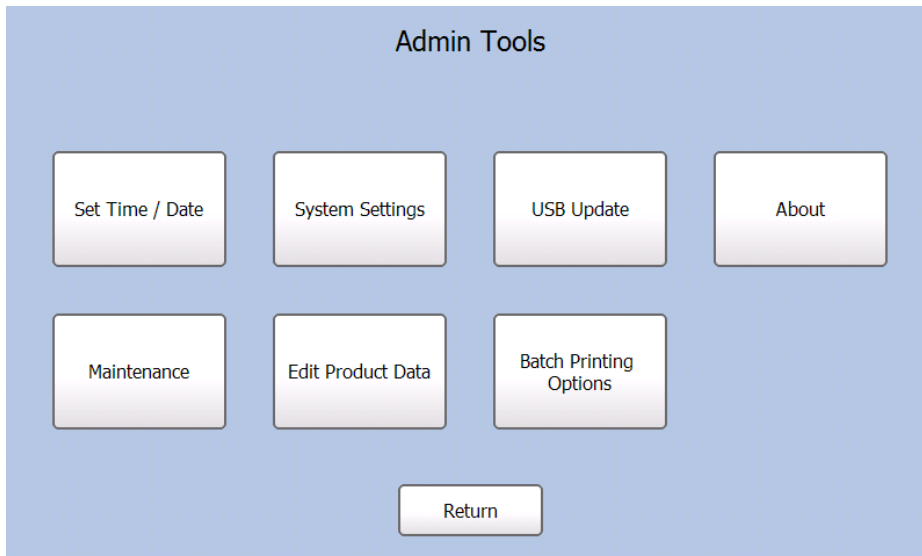 Admin Tools
Set Time / Date
System Settings
USB Update
About
Maintenance
Edit Product Data
Batch Printing
Options
Return